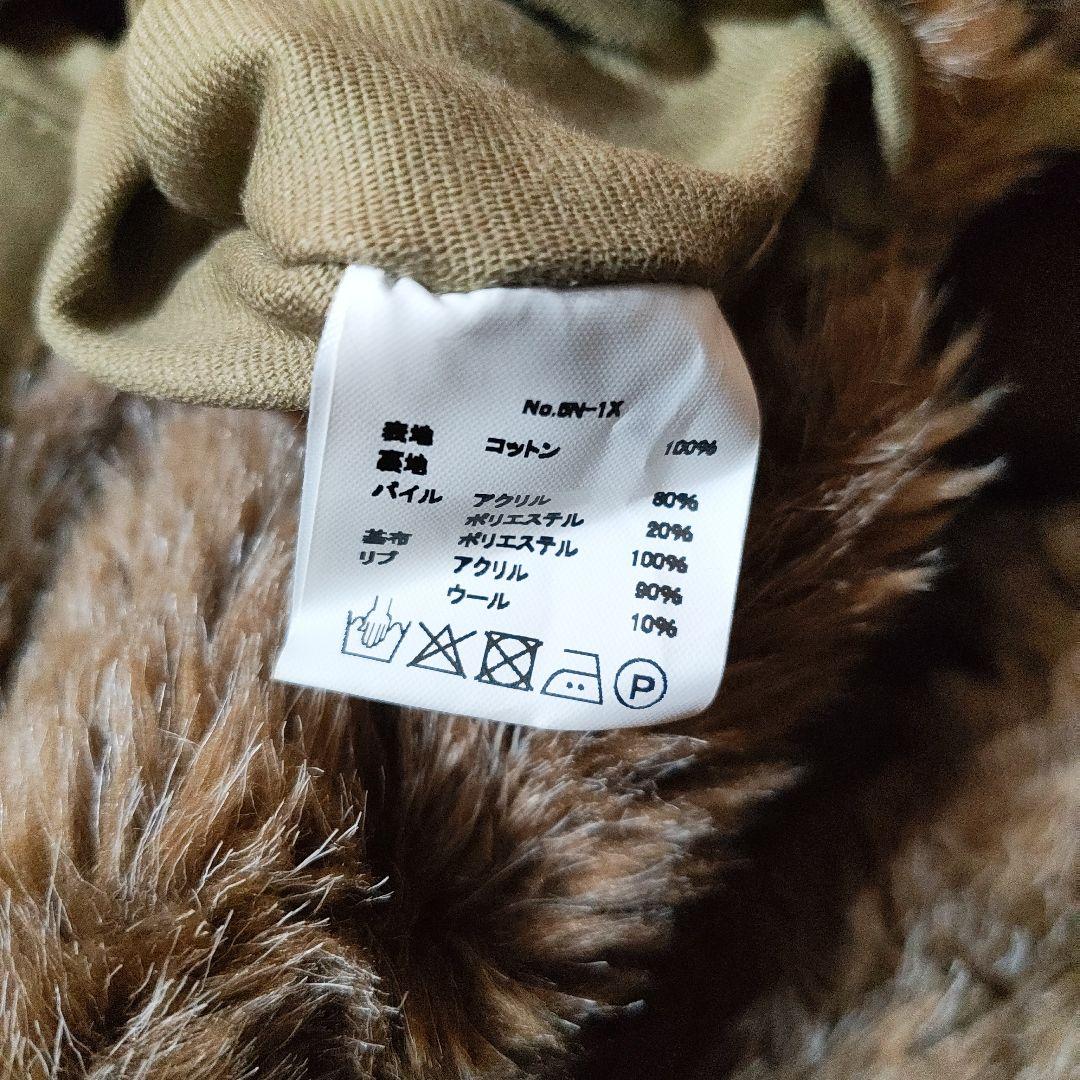 No.6N-1X
表地 コットン 100%
裏地
パイル アクリル 80%
ポリエステル 20%
基布 ポリエステル 100%
リブ アクリル 90%
ウール 10%
P